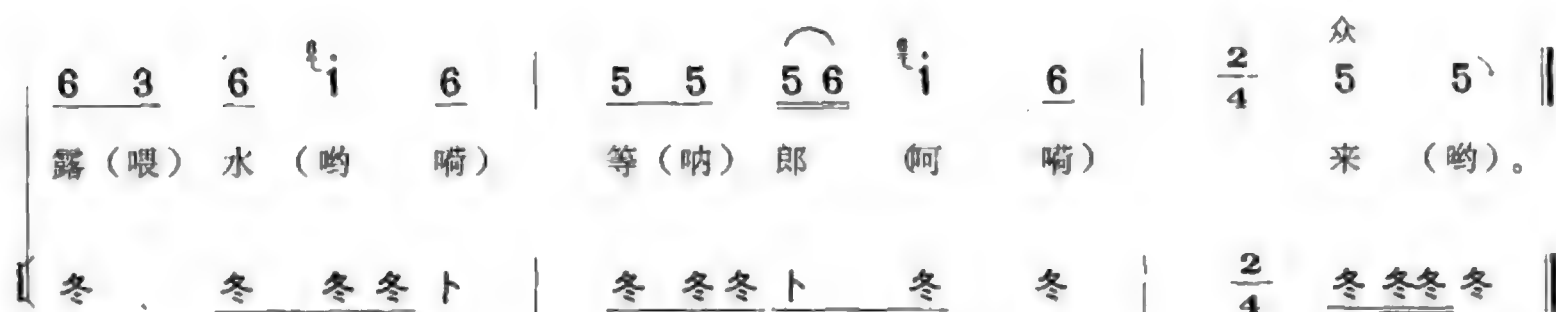 众
6 3 6 i 6 | 5 5 5 6 i 6 | 2/4 5 5
露（喂）水（哟 嗬） 等（呐）郎（呵 嗬） 来（哟）。
冬 冬 冬冬卜 | 冬 冬冬卜 冬 冬 | 2/4 冬 冬冬 冬